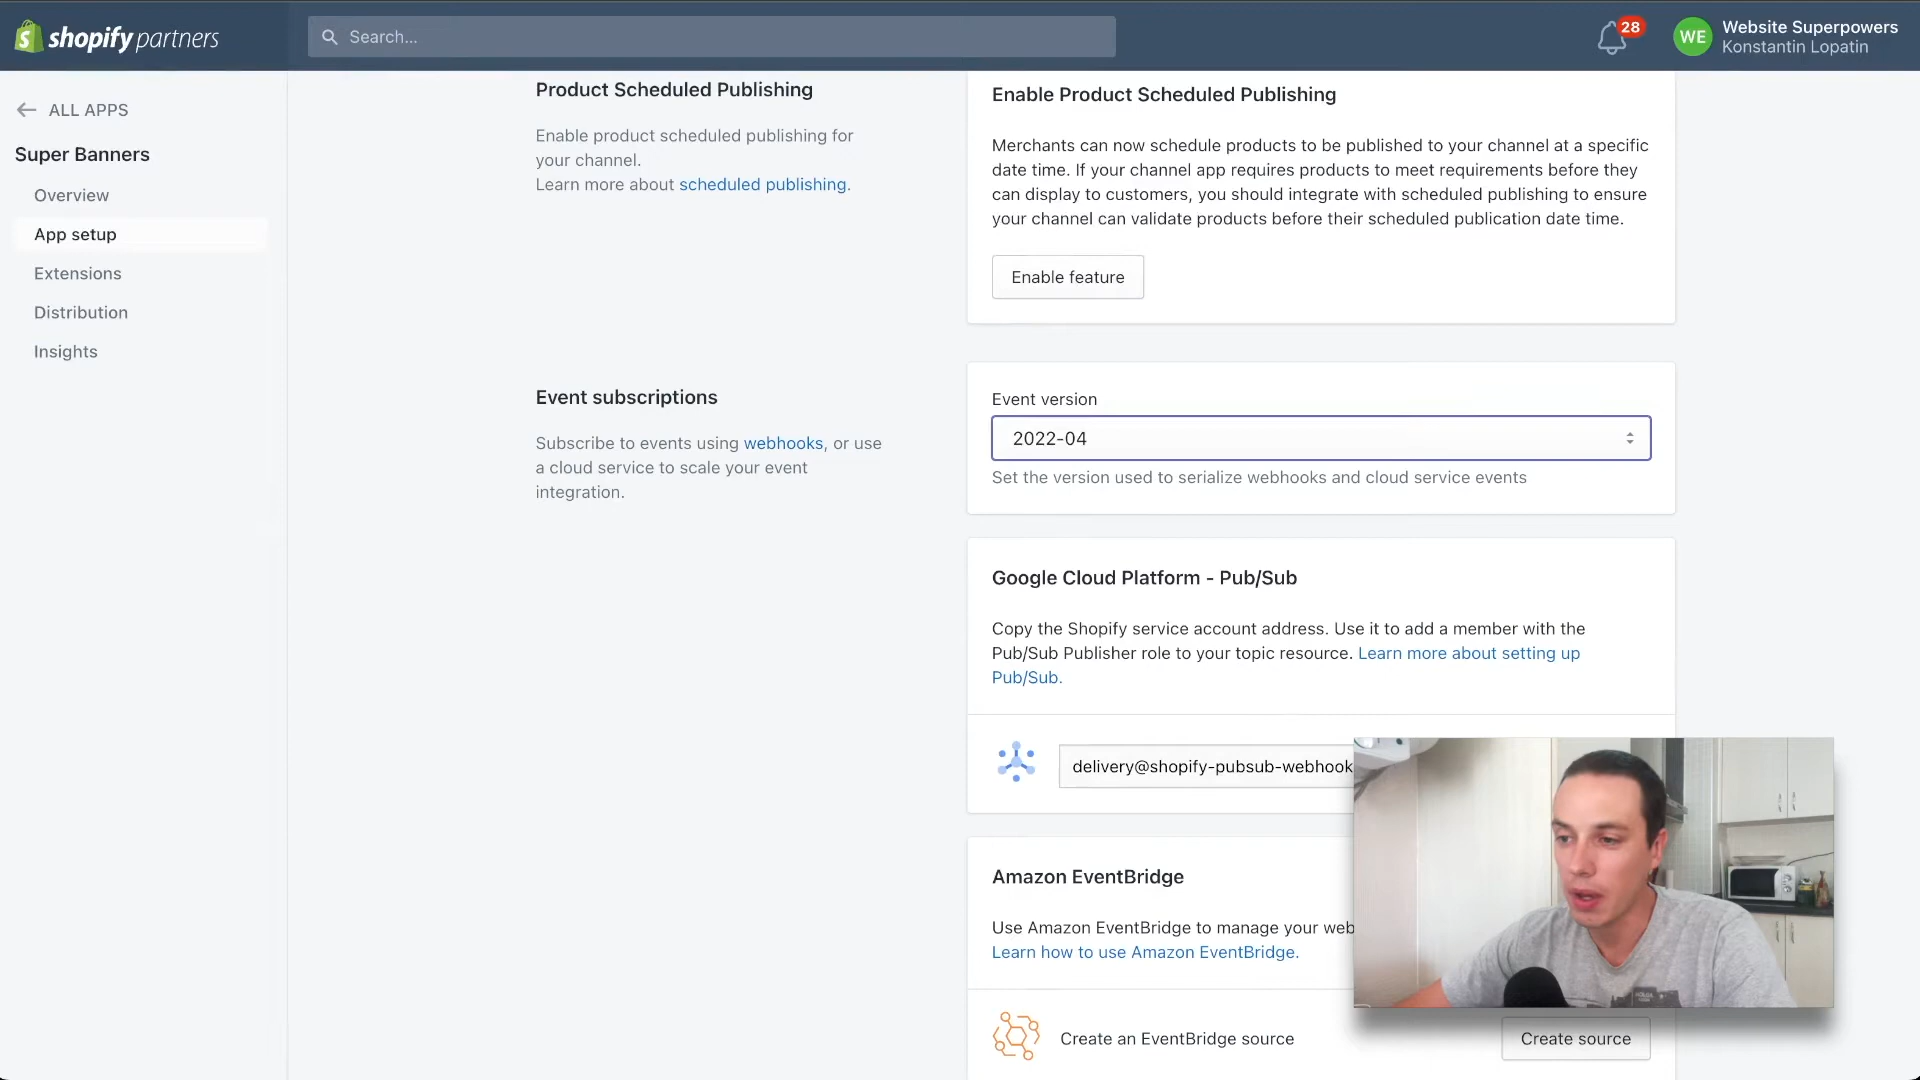 shopify partners
Search...
28
WE
Website Superpowers
Konstantin Lopatin
ALL APPS
Super Banners
Overview
App setup
Extensions
Distribution
Insights
Product Scheduled Publishing
Enable product scheduled publishing for
your channel.
Learn more about scheduled publishing.
Enable Product Scheduled Publishing
Merchants can now schedule products to be published to your channel at a specific
date time. If your channel app requires products to meet requirements before they
can display to customers, you should integrate with scheduled publishing to ensure
your channel can validate products before their scheduled publication date time.
Enable feature
Event subscriptions
Subscribe to events using webhooks, or use
a cloud service to scale your event
integration.
Event version
2022-04
Set the version used to serialize webhooks and cloud service events
Google Cloud Platform - Pub/Sub
Copy the Shopify service account address. Use it to add a member with the
Pub/Sub Publisher role to your topic resource. Learn more about setting up
Pub/Sub.
delivery@shopify-pubsub-webhook
Amazon EventBridge
Use Amazon EventBridge to manage your web
Learn how to use Amazon EventBridge.
Create an EventBridge source
Create source